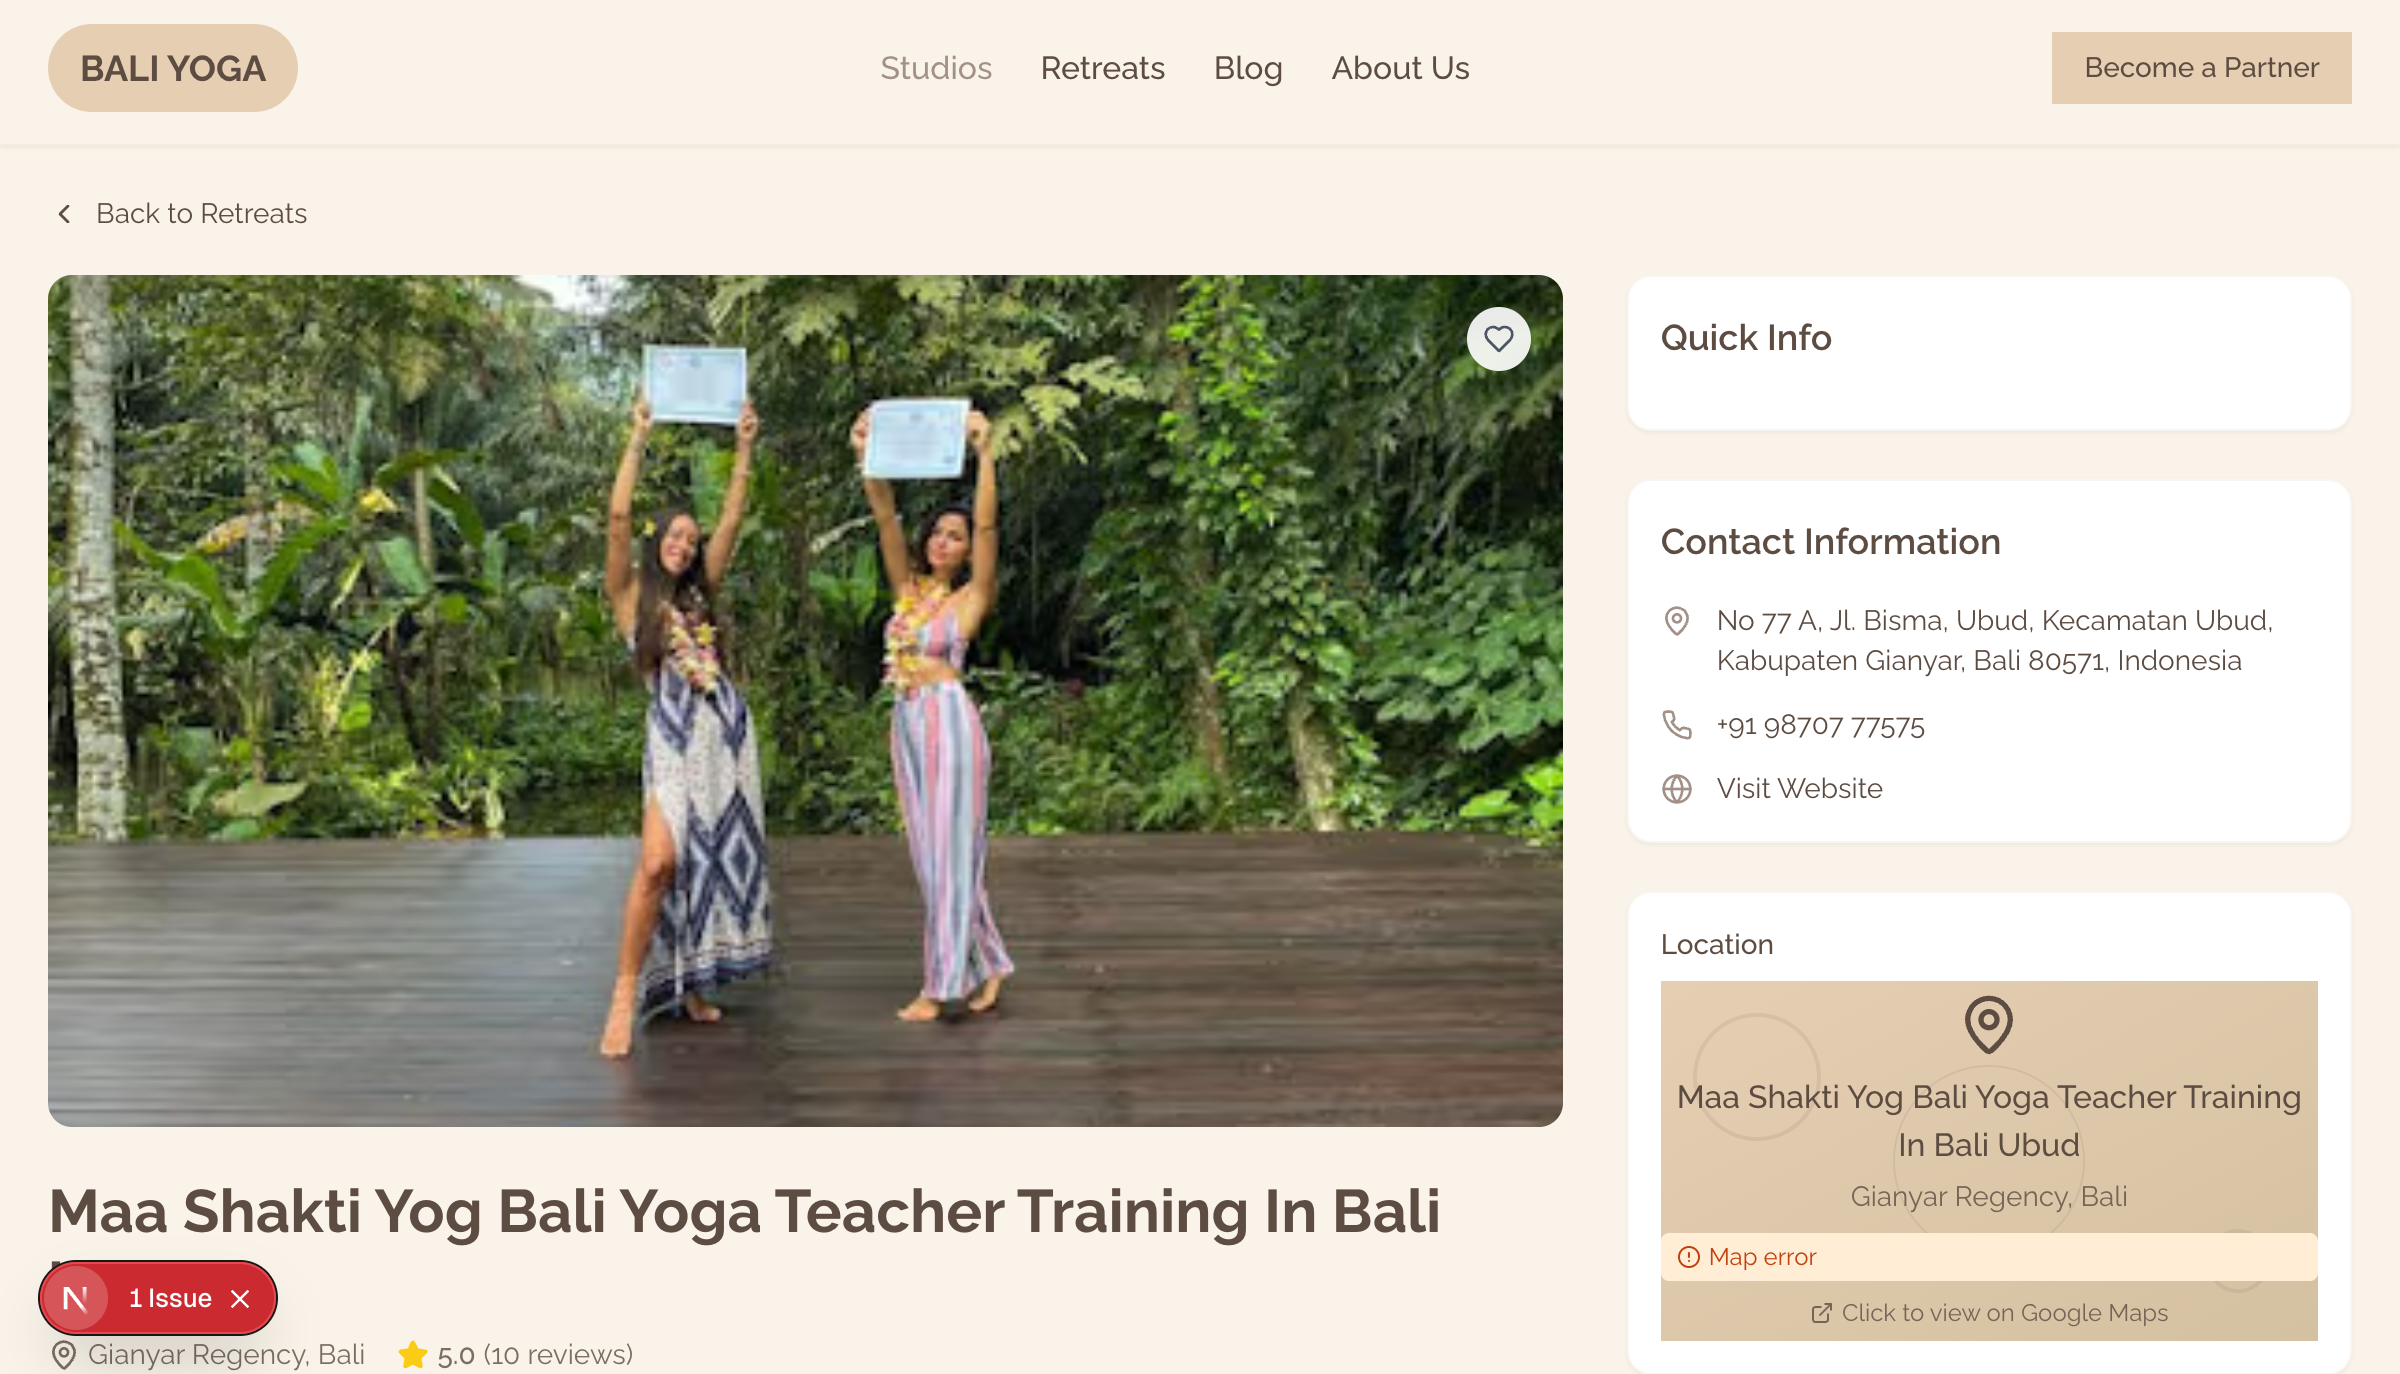 BALI YOGA
Studios
Retreats
Blog
About Us
Become a Partner
Back to Retreats
Quick Info
Contact Information
No 77 A, Jl. Bisma, Ubud, Kecamatan Ubud,
Kabupaten Gianyar, Bali 80571, Indonesia
+91 98707 77575
Visit Website
Location
Maa Shakti Yog Bali Yoga Teacher Training
In Bali Ubud
Gianyar Regency, Bali
Map error
Click to view on Google Maps
Maa Shakti Yog Bali Yoga Teacher Training In Bali
N 1 Issue
Gianyar Regency, Bali 5.0 (10 reviews)